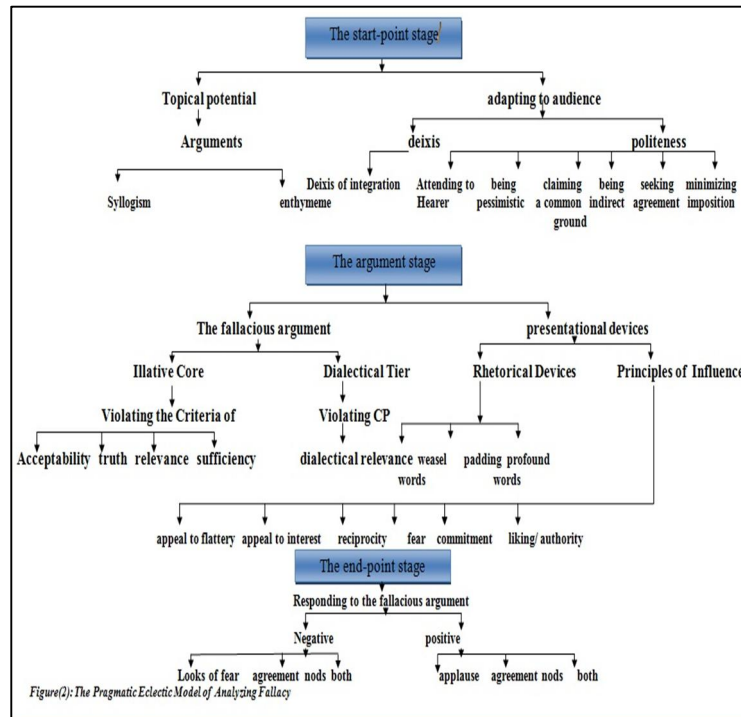 The start-point stage
Topical potential adapting to audience
Arguments deixis politeness
Syllogism enthymeme Deixis of integration Attending to Hearer being pessimistic claiming a common ground being indirect seeking agreement minimizing imposition
The argument stage
The fallacious argument presentational devices
Illative Core Dialectical Tier Rhetorical Devices Principles of Influence
Violating the Criteria of Violating CP
Acceptability truth relevance sufficiency dialectical relevance weasel words padding profound words
appeal to flattery appeal to interest reciprocity fear commitment liking/ authority
The end-point stage
Responding to the fallacious argument
Negative positive
Looks of fear agreement nods both applause agreement nods both
Figure(2): The Pragmatic Eclectic Model of Analyzing Fallacy